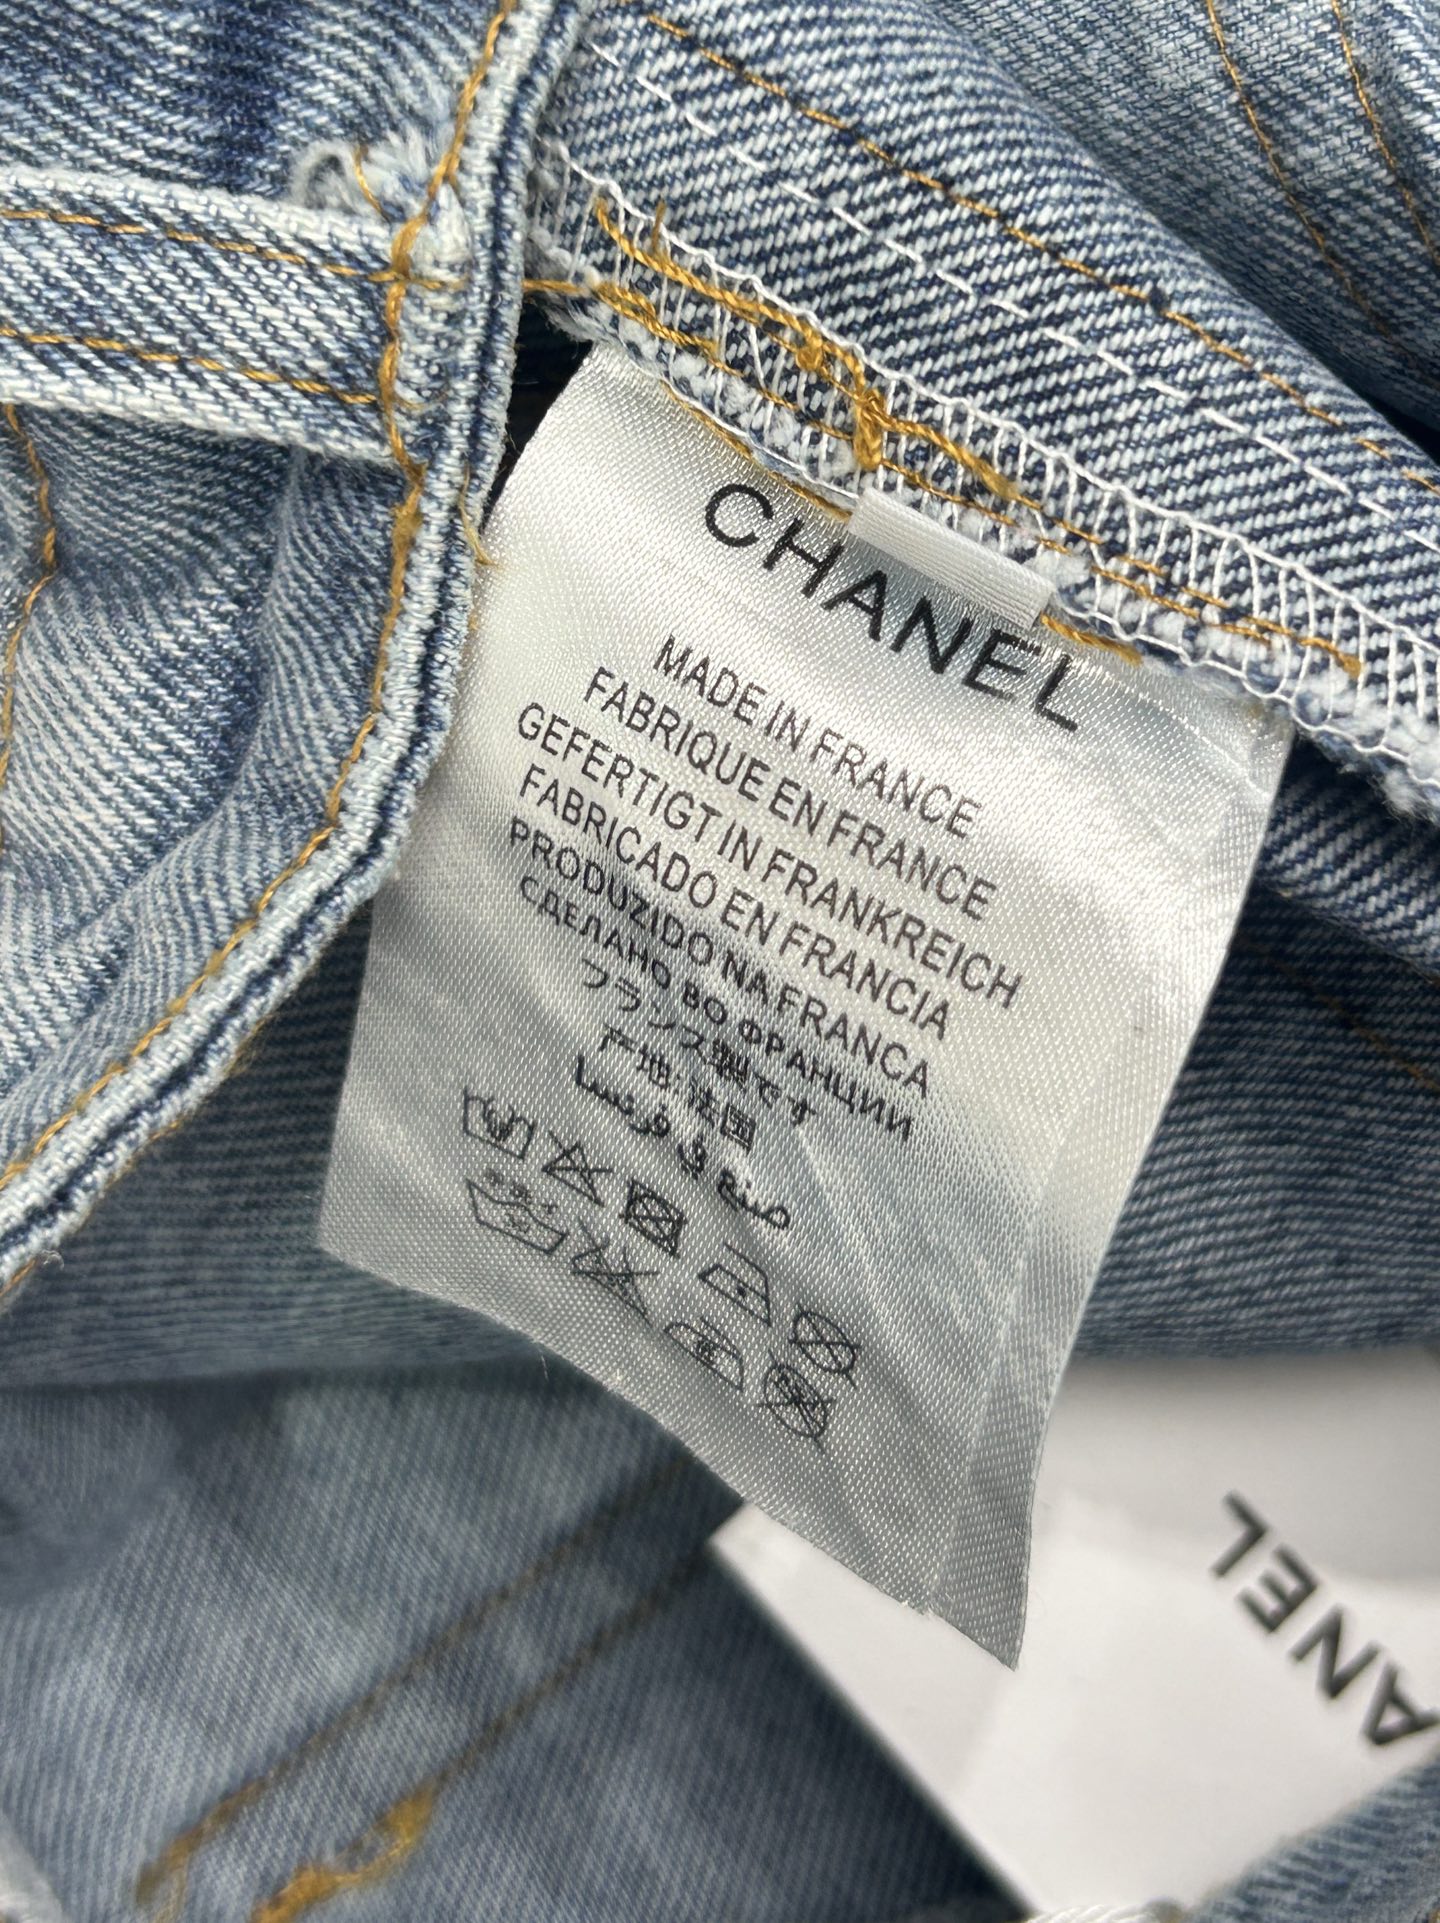 CHANEL
MADE IN FRANCE
FABRIQUE EN FRANCE
GEFERTIGT IN FRANKREICH
FABRICADO EN FRANCIA
PRODUZIDO NA FRANCA
СДЕЛАНО ВО ФРАНЦИИ
フランス製です
产地:法国
صنع في فرنسا
ANEL